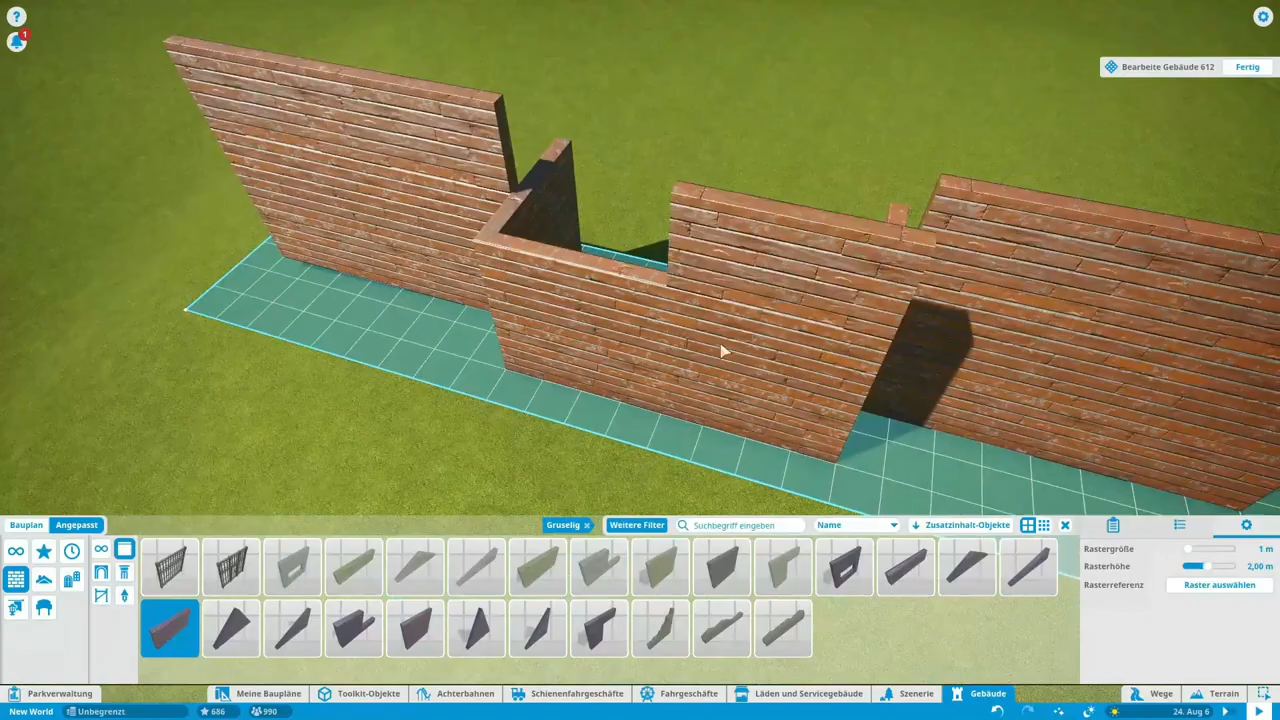 ?
1
Bearbeite Gebäude 612
Fertig
Bauplan
Angepasst
Gruselig ×
Weitere Filter
Suchbegriff eingeben
Name
Zusatzinhalt-Objekte
Rastergröße
1 m
Rasterhöhe
2,00 m
Rasterreferenz
Raster auswählen
Parkverwaltung
Meine Baupläne
Toolkit-Objekte
Achterbahnen
Schienenfahrgeschäfte
Fahrgeschäfte
Läden und Servicegebäude
Szenerie
Gebäude
Wege
Terrain
New World
Unbegrenzt
686
990
24. Aug 6